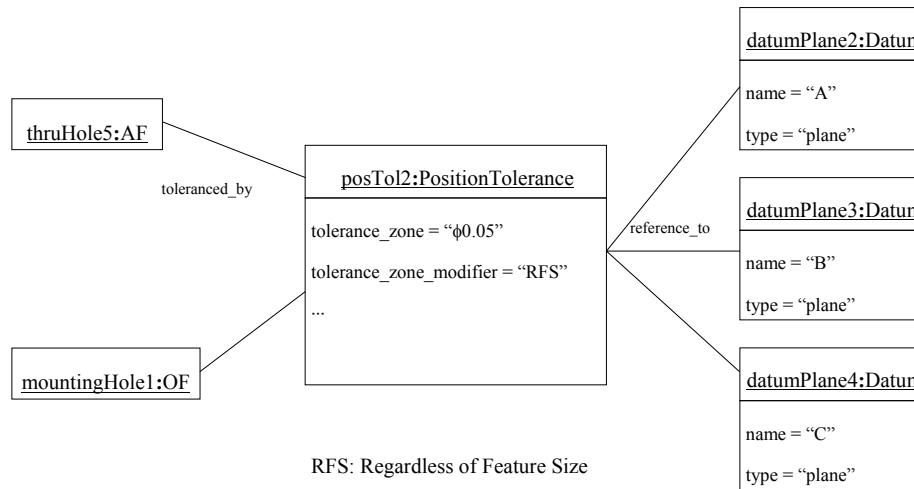 thruHole5:AF
toleranced_by
mountingHole1:OF
posTol2:PositionTolerance
tolerance_zone = “ϕ0.05”
tolerance_zone_modifier = “RFS”
...
reference_to
datumPlane2:Datum
name = “A”
type = “plane”
datumPlane3:Datum
name = “B”
type = “plane”
datumPlane4:Datum
name = “C”
type = “plane”
RFS: Regardless of Feature Size